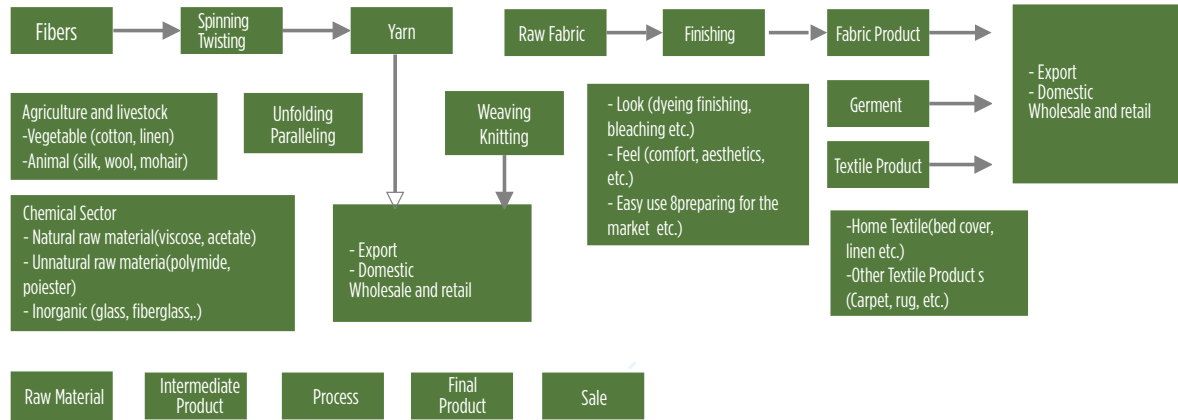 Fibers
Spinning
Twisting
Yarn
Raw Fabric
Finishing
Fabric Product
- Export
- Domestic
Wholesale and retail
Agriculture and livestock
-Vegetable (cotton, linen)
-Animal (silk, wool, mohair)
Unfolding
Paralleling
Weaving
Knitting
- Look (dyeing finishing,
bleaching etc.)
- Feel (comfort, aesthetics,
etc.)
- Easy use 8preparing for the
market etc.)
Germent
Textile Product
Chemical Sector
- Natural raw material(viscose, acetate)
- Unnatural raw materia(polymide,
poiester)
- Inorganic (glass, fiberglass,.)
- Export
- Domestic
Wholesale and retail
- Home Textile(bed cover,
linen etc.)
-Other Textile Product s
(Carpet, rug, etc.)
Raw Material
Intermediate
Product
Process
Final
Product
Sale